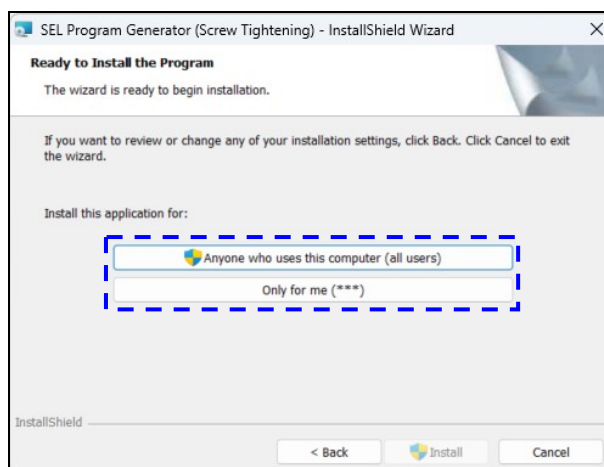 SEL Program Generator (Screw Tightening) - InstallShield Wizard
Ready to Install the Program
The wizard is ready to begin installation.
If you want to review or change any of your installation settings, click Back. Click Cancel to exit
the wizard.
Install this application for:
Anyone who uses this computer (all users)
Only for me (***)
InstallShield
< Back
Install
Cancel